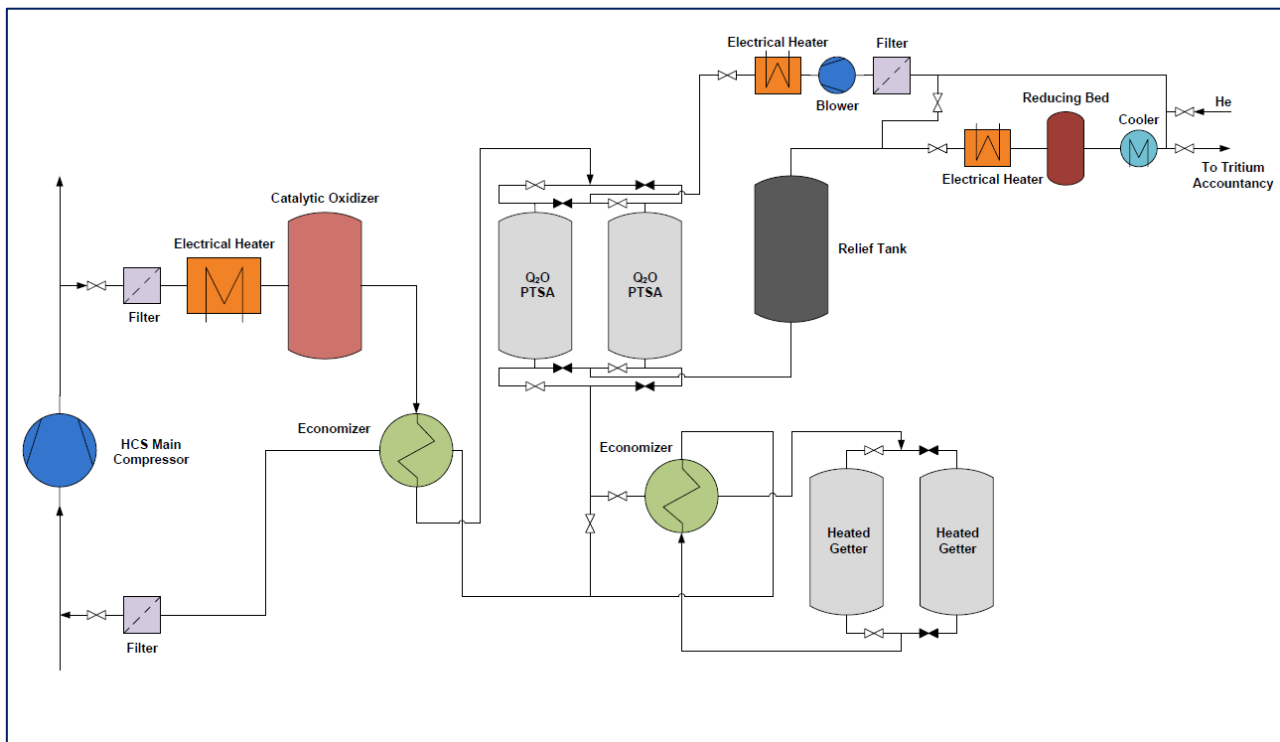 Electrical Heater
Filter
Blower
Reducing Bed
Cooler
He
To Tritium
Accountancy
Electrical Heater
Catalytic Oxidizer
Electrical Heater
Filter
Q₂O
PTSA
Q₂O
PTSA
Relief Tank
HCS Main
Compressor
Economizer
Economizer
Heated
Getter
Heated
Getter
Filter